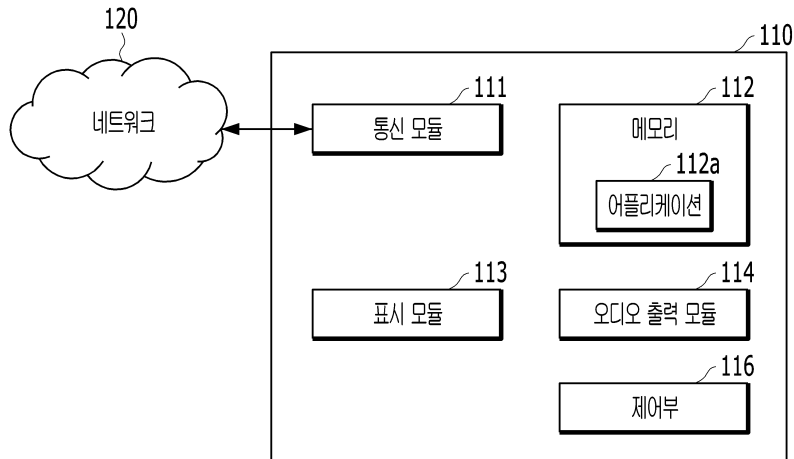 120
110
네트워크
111
통신 모듈
112
메모리
112a
어플리케이션
113
표시 모듈
114
오디오 출력 모듈
116
제어부